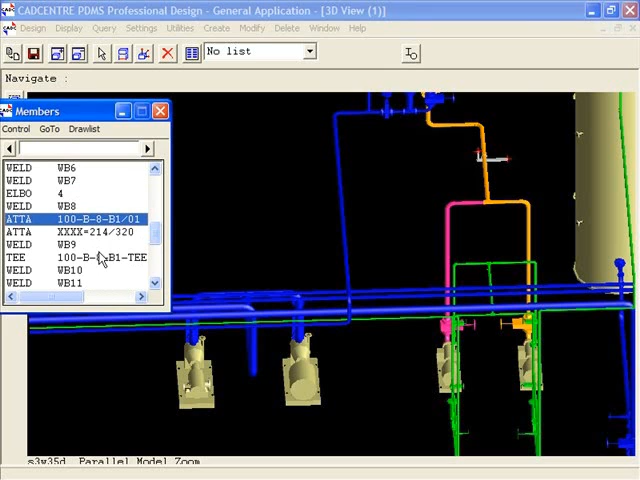 CADCENTRE PDMS Professional Design - General Application - [3D View (1)]
Design Display Query Settings Utilities Create Modify Delete Window Help
No list
Navigate :
Members
Control GoTo Drawlist
WELD WB6
WELD WB7
ELBO 4
WELD WB8
ATTA 100-B-8-B1/01
ATTA XXXX=214/320
WELD WB9
TEE 100-B-8-B1-TEE
WELD WB10
WELD WB11
s3w35d Parallel Model Zoom